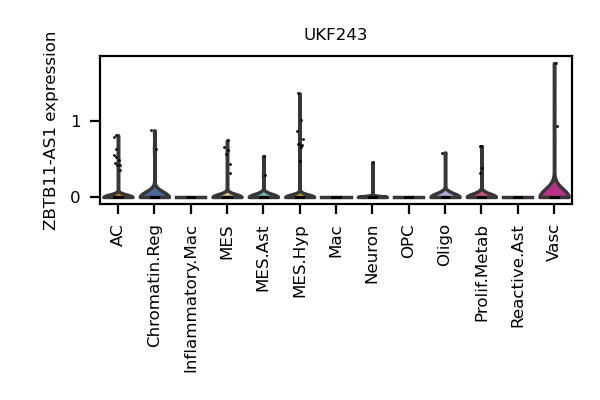 UKF243
ZBTB11-AS1 expression
1
0
AC
Chromatin.Reg
Inflammatory.Mac
MES
MES.Ast
MES.Hyp
Mac
Neuron
OPC
Oligo
Prolif.Metab
Reactive.Ast
Vasc